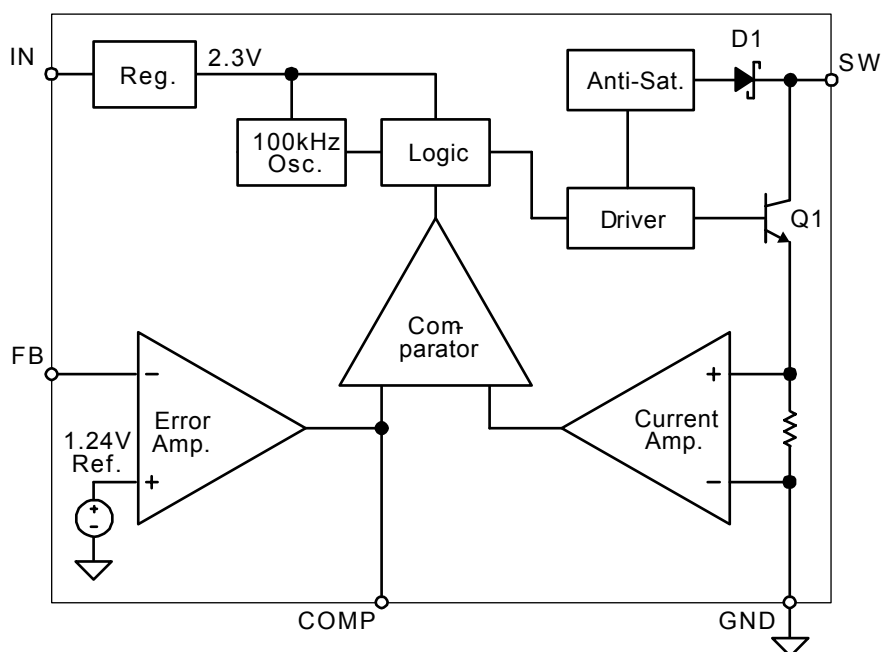 IN
Reg.
2.3V
100kHz
Osc.
Logic
Anti-Sat.
D1
SW
Driver
Q1
Com-
parator
FB
−
Error
Amp.
1.24V
Ref.
+
+
−
+
Current
Amp.
−
COMP
GND